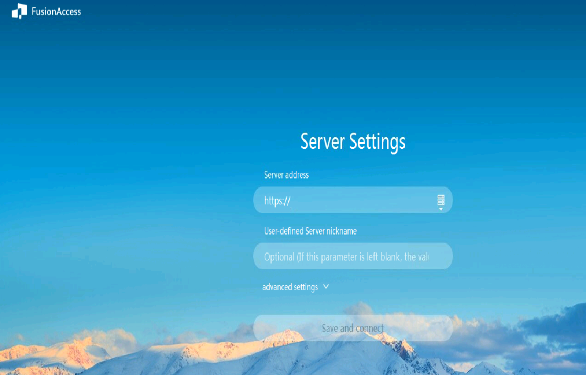 FusionAccess
Server Settings
Server address
https://
User-defined Server nickname
Optional (If this parameter is left blank, the val
advanced settings
Save and connect